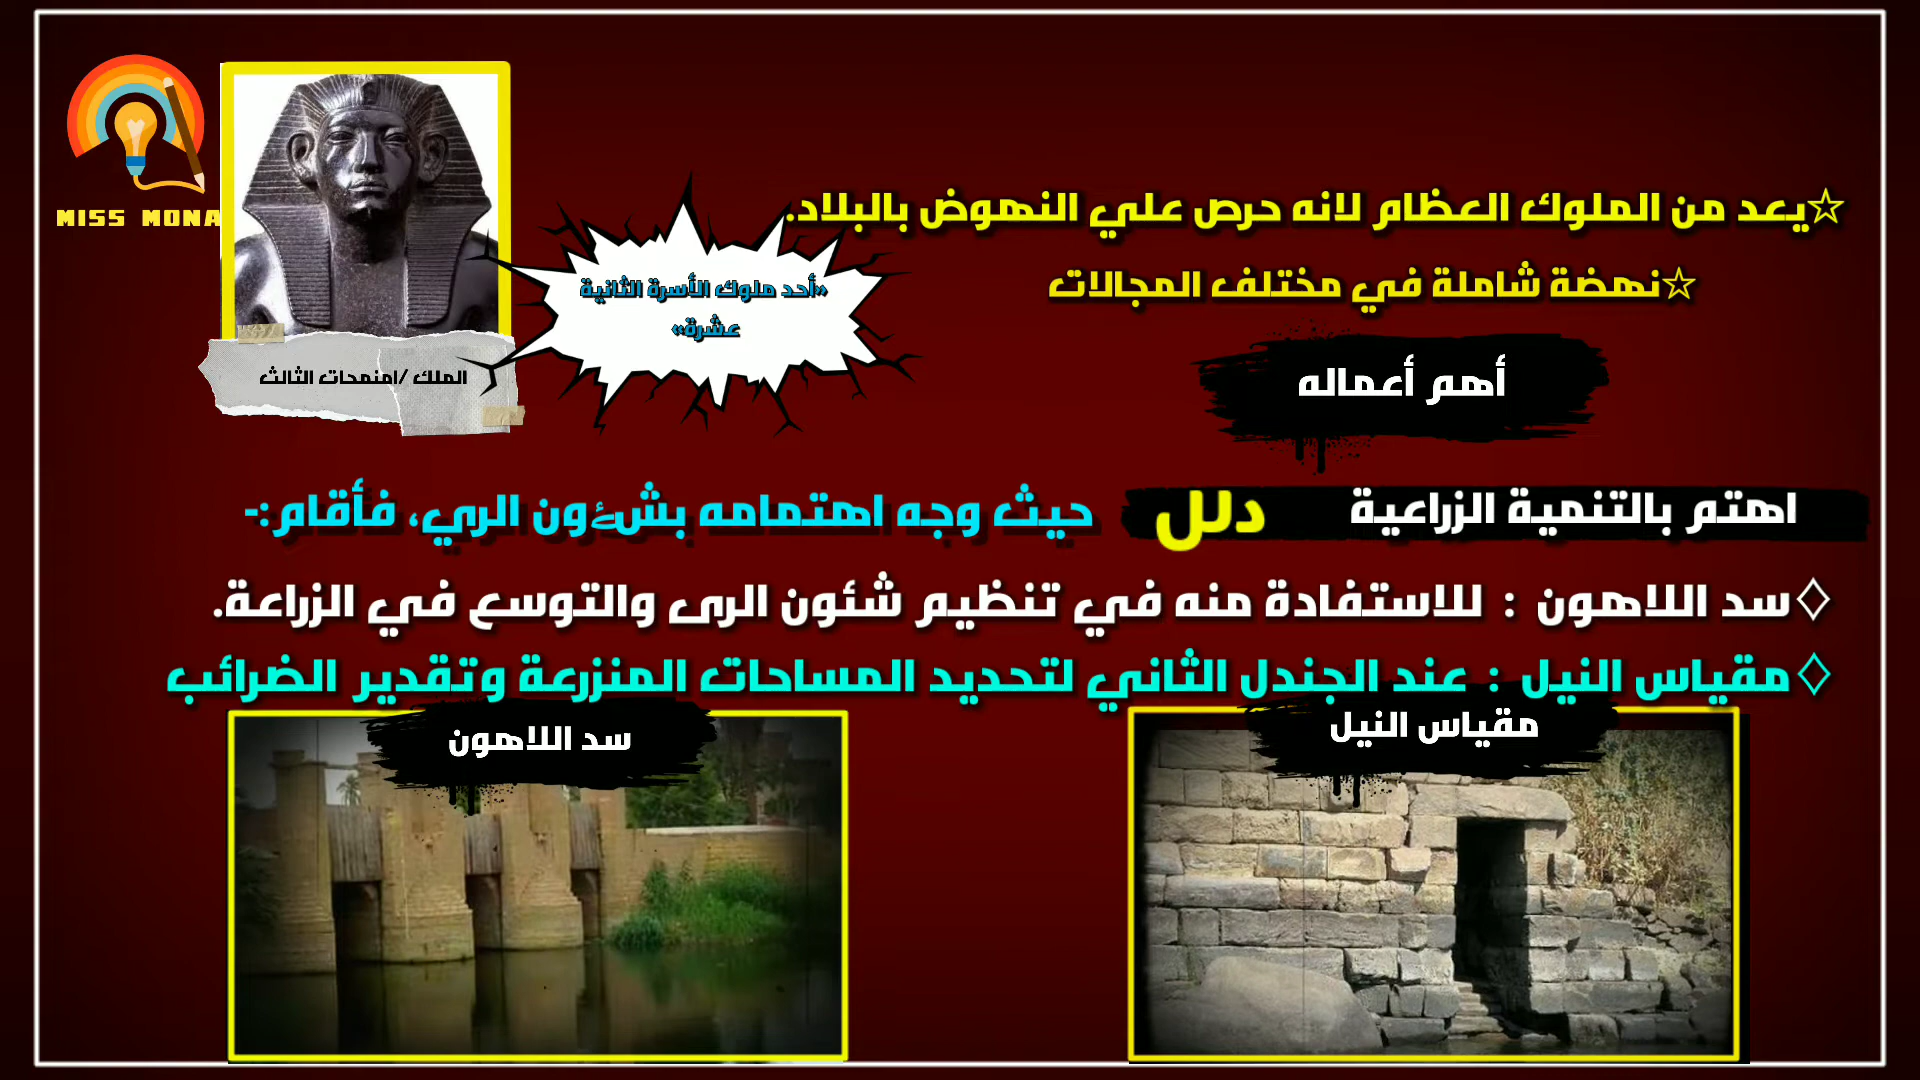 MISS MONA
☆يعد من الملوك العظام لانه حرص علي النهوض بالبلاد.
☆نهضة شاملة في مختلف المجالات
«أحد ملوك الأسرة الثانية
عشرة»
الملك /امنمحات الثالث
أهم أعماله
اهتم بالتنمية الزراعية دلل حيث وجه اهتمامه بشئون الري، فأقام:-
◇سد اللاهون : للاستفادة منه في تنظيم شئون الرى والتوسع في الزراعة.
◇مقياس النيل : عند الجندل الثاني لتحديد المساحات المنزرعة وتقدير الضرائب
مقياس النيل
سد اللاهون